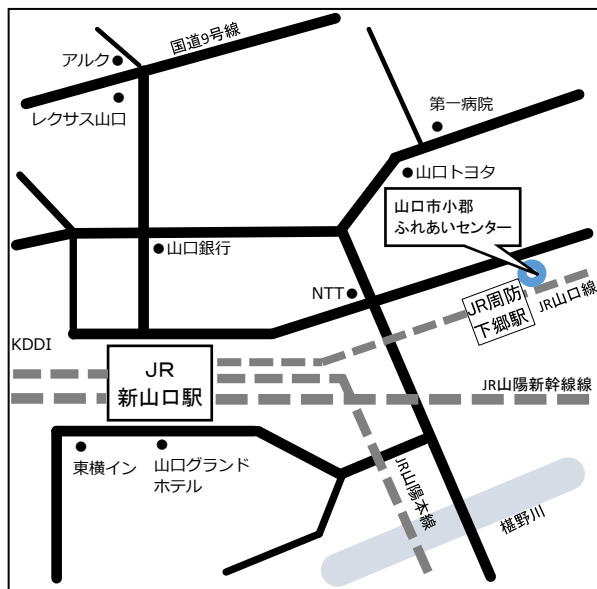 国道9号線
アルク
レクサス山口
第一病院
山口トヨタ
山口市小郡
ふれあいセンター
山口銀行
NTT
JR周防
下郷駅
JR山口線
KDDI
JR
新山口駅
JR山陽新幹線線
東横イン
山口グランド
ホテル
JR山陽本線
椹野川